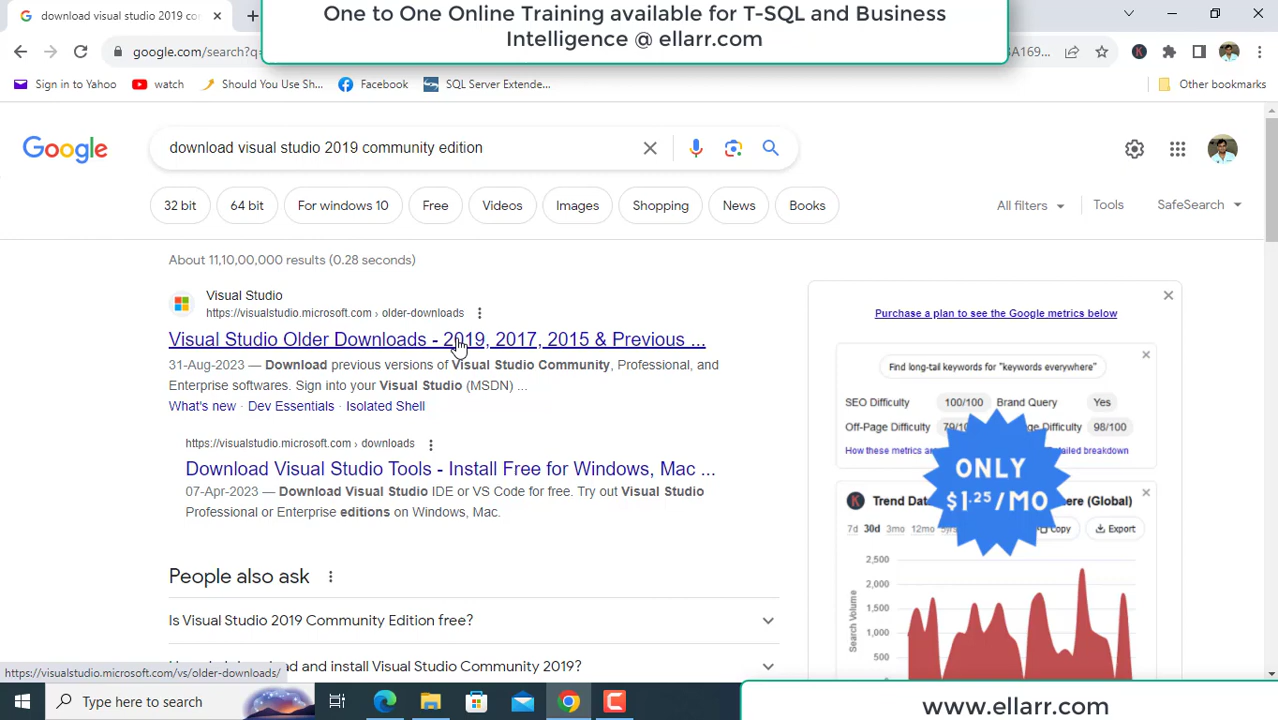 download visual studio 2019 co
One to One Online Training available for T-SQL and Business
Intelligence @ ellarr.com
google.com/search?q=
3A169...
Sign in to Yahoo
watch
Should You Use Sh...
Facebook
SQL Server Extende...
Other bookmarks
Google
download visual studio 2019 community edition
32 bit
64 bit
For windows 10
Free
Videos
Images
Shopping
News
Books
All filters
Tools
SafeSearch
About 11,10,00,000 results (0.28 seconds)
Visual Studio
https://visualstudio.microsoft.com › older-downloads
Visual Studio Older Downloads - 2019, 2017, 2015 & Previous ...
31-Aug-2023 — Download previous versions of Visual Studio Community, Professional, and
Enterprise softwares. Sign into your Visual Studio (MSDN) ...
What's new · Dev Essentials · Isolated Shell
https://visualstudio.microsoft.com › downloads
Download Visual Studio Tools - Install Free for Windows, Mac ...
07-Apr-2023 — Download Visual Studio IDE or VS Code for free. Try out Visual Studio
Professional or Enterprise editions on Windows, Mac.
People also ask
Is Visual Studio 2019 Community Edition free?
and install Visual Studio Community 2019?
Purchase a plan to see the Google metrics below
Find long-tail keywords for "keywords everywhere"
SEO Difficulty 100/100 Brand Query Yes
Off-Page Difficulty Difficulty 98/100
How these metrics breakdown
ONLY
$1.25/MO
Trend Da (Global)
7d 30d 3mo 12mo Copy Export
2,500
2,000
1,500
1,000
500
Search Volume
https://visualstudio.microsoft.com/vs/older-downloads/
Type here to search
www.ellarr.com